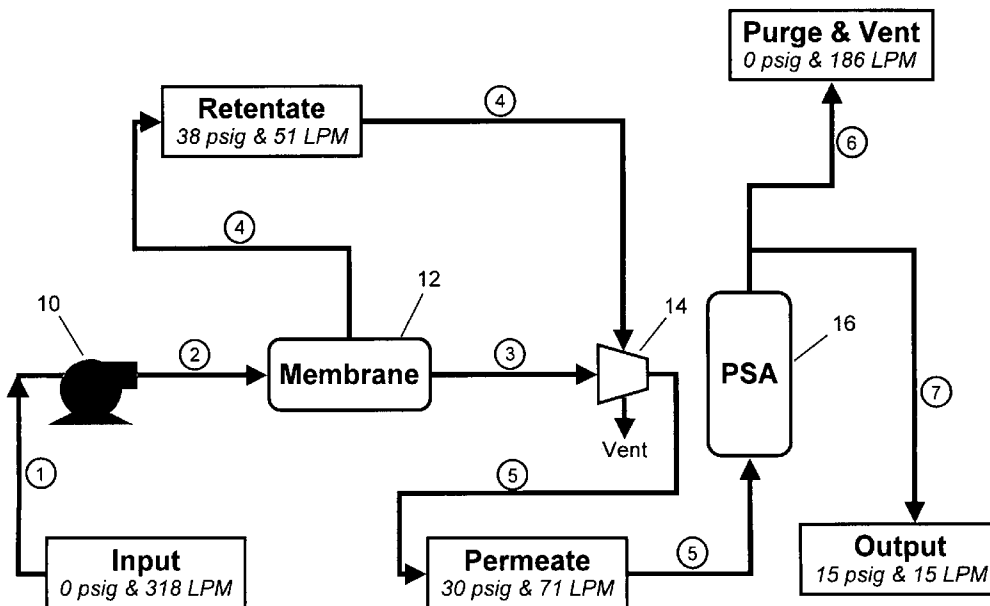 Purge & Vent
0 psig & 186 LPM
Retentate
38 psig & 51 LPM
4
6
4
10
12
14
16
2
Membrane
3
PSA
7
Vent
1
5
Input
0 psig & 318 LPM
Permeate
30 psig & 71 LPM
5
Output
15 psig & 15 LPM